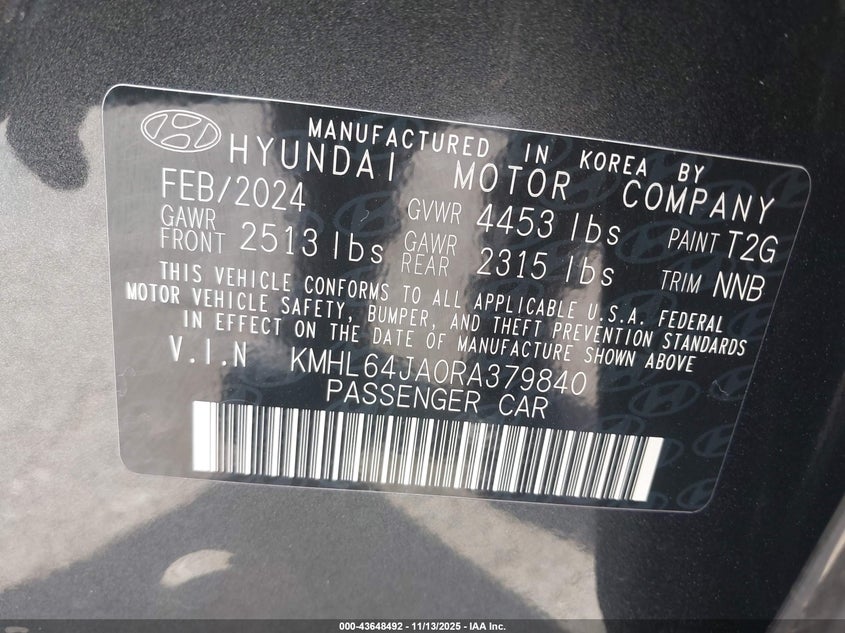 MANUFACTURED IN KOREA BY
HYUNDAI MOTOR COMPANY
FEB/2024 GVWR 4453 lbs PAINT T2G
GAWR FRONT 2513 lbs GAWR REAR 2315 lbs TRIM NNB
THIS VEHICLE CONFORMS TO ALL APPLICABLE U.S.A. FEDERAL
MOTOR VEHICLE SAFETY, BUMPER, AND THEFT PREVENTION STANDARDS
IN EFFECT ON THE DATE OF MANUFACTURE SHOWN ABOVE
V.I.N KMHL64JA0RA379840
PASSENGER CAR
000-43648492 - 11/13/2025 - IAA Inc.